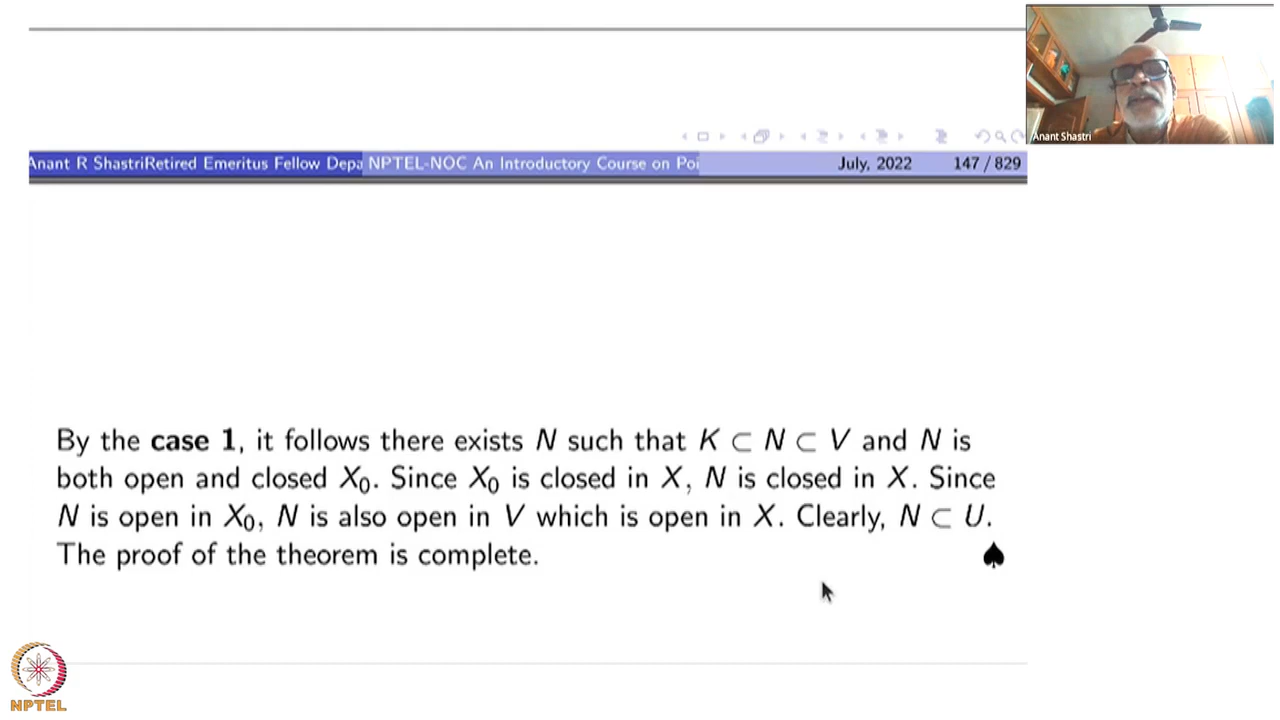 Anant Shastri
Anant R ShastriRetired Emeritus Fellow Depa
NPTEL-NOC An Introductory Course on Poi
July, 2022
147 / 829
By the case 1, it follows there exists N such that K ⊂ N ⊂ V and N is
both open and closed X₀. Since X₀ is closed in X, N is closed in X. Since
N is open in X₀, N is also open in V which is open in X. Clearly, N ⊂ U.
The proof of the theorem is complete. ♠
NPTEL